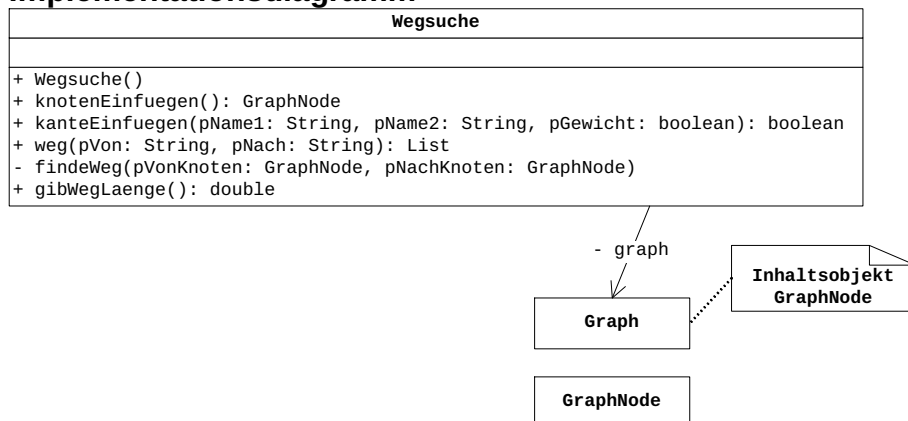 Implementationsdiagramm
Wegsuche
+ Wegsuche()
+ knotenEinfuegen(): GraphNode
+ kanteEinfuegen(pName1: String, pName2: String, pGewicht: boolean): boolean
+ weg(pVon: String, pNach: String): List
- findeWeg(pVonKnoten: GraphNode, pNachKnoten: GraphNode)
+ gibWegLaenge(): double
- graph
Inhaltsobjekt
GraphNode
Graph
GraphNode